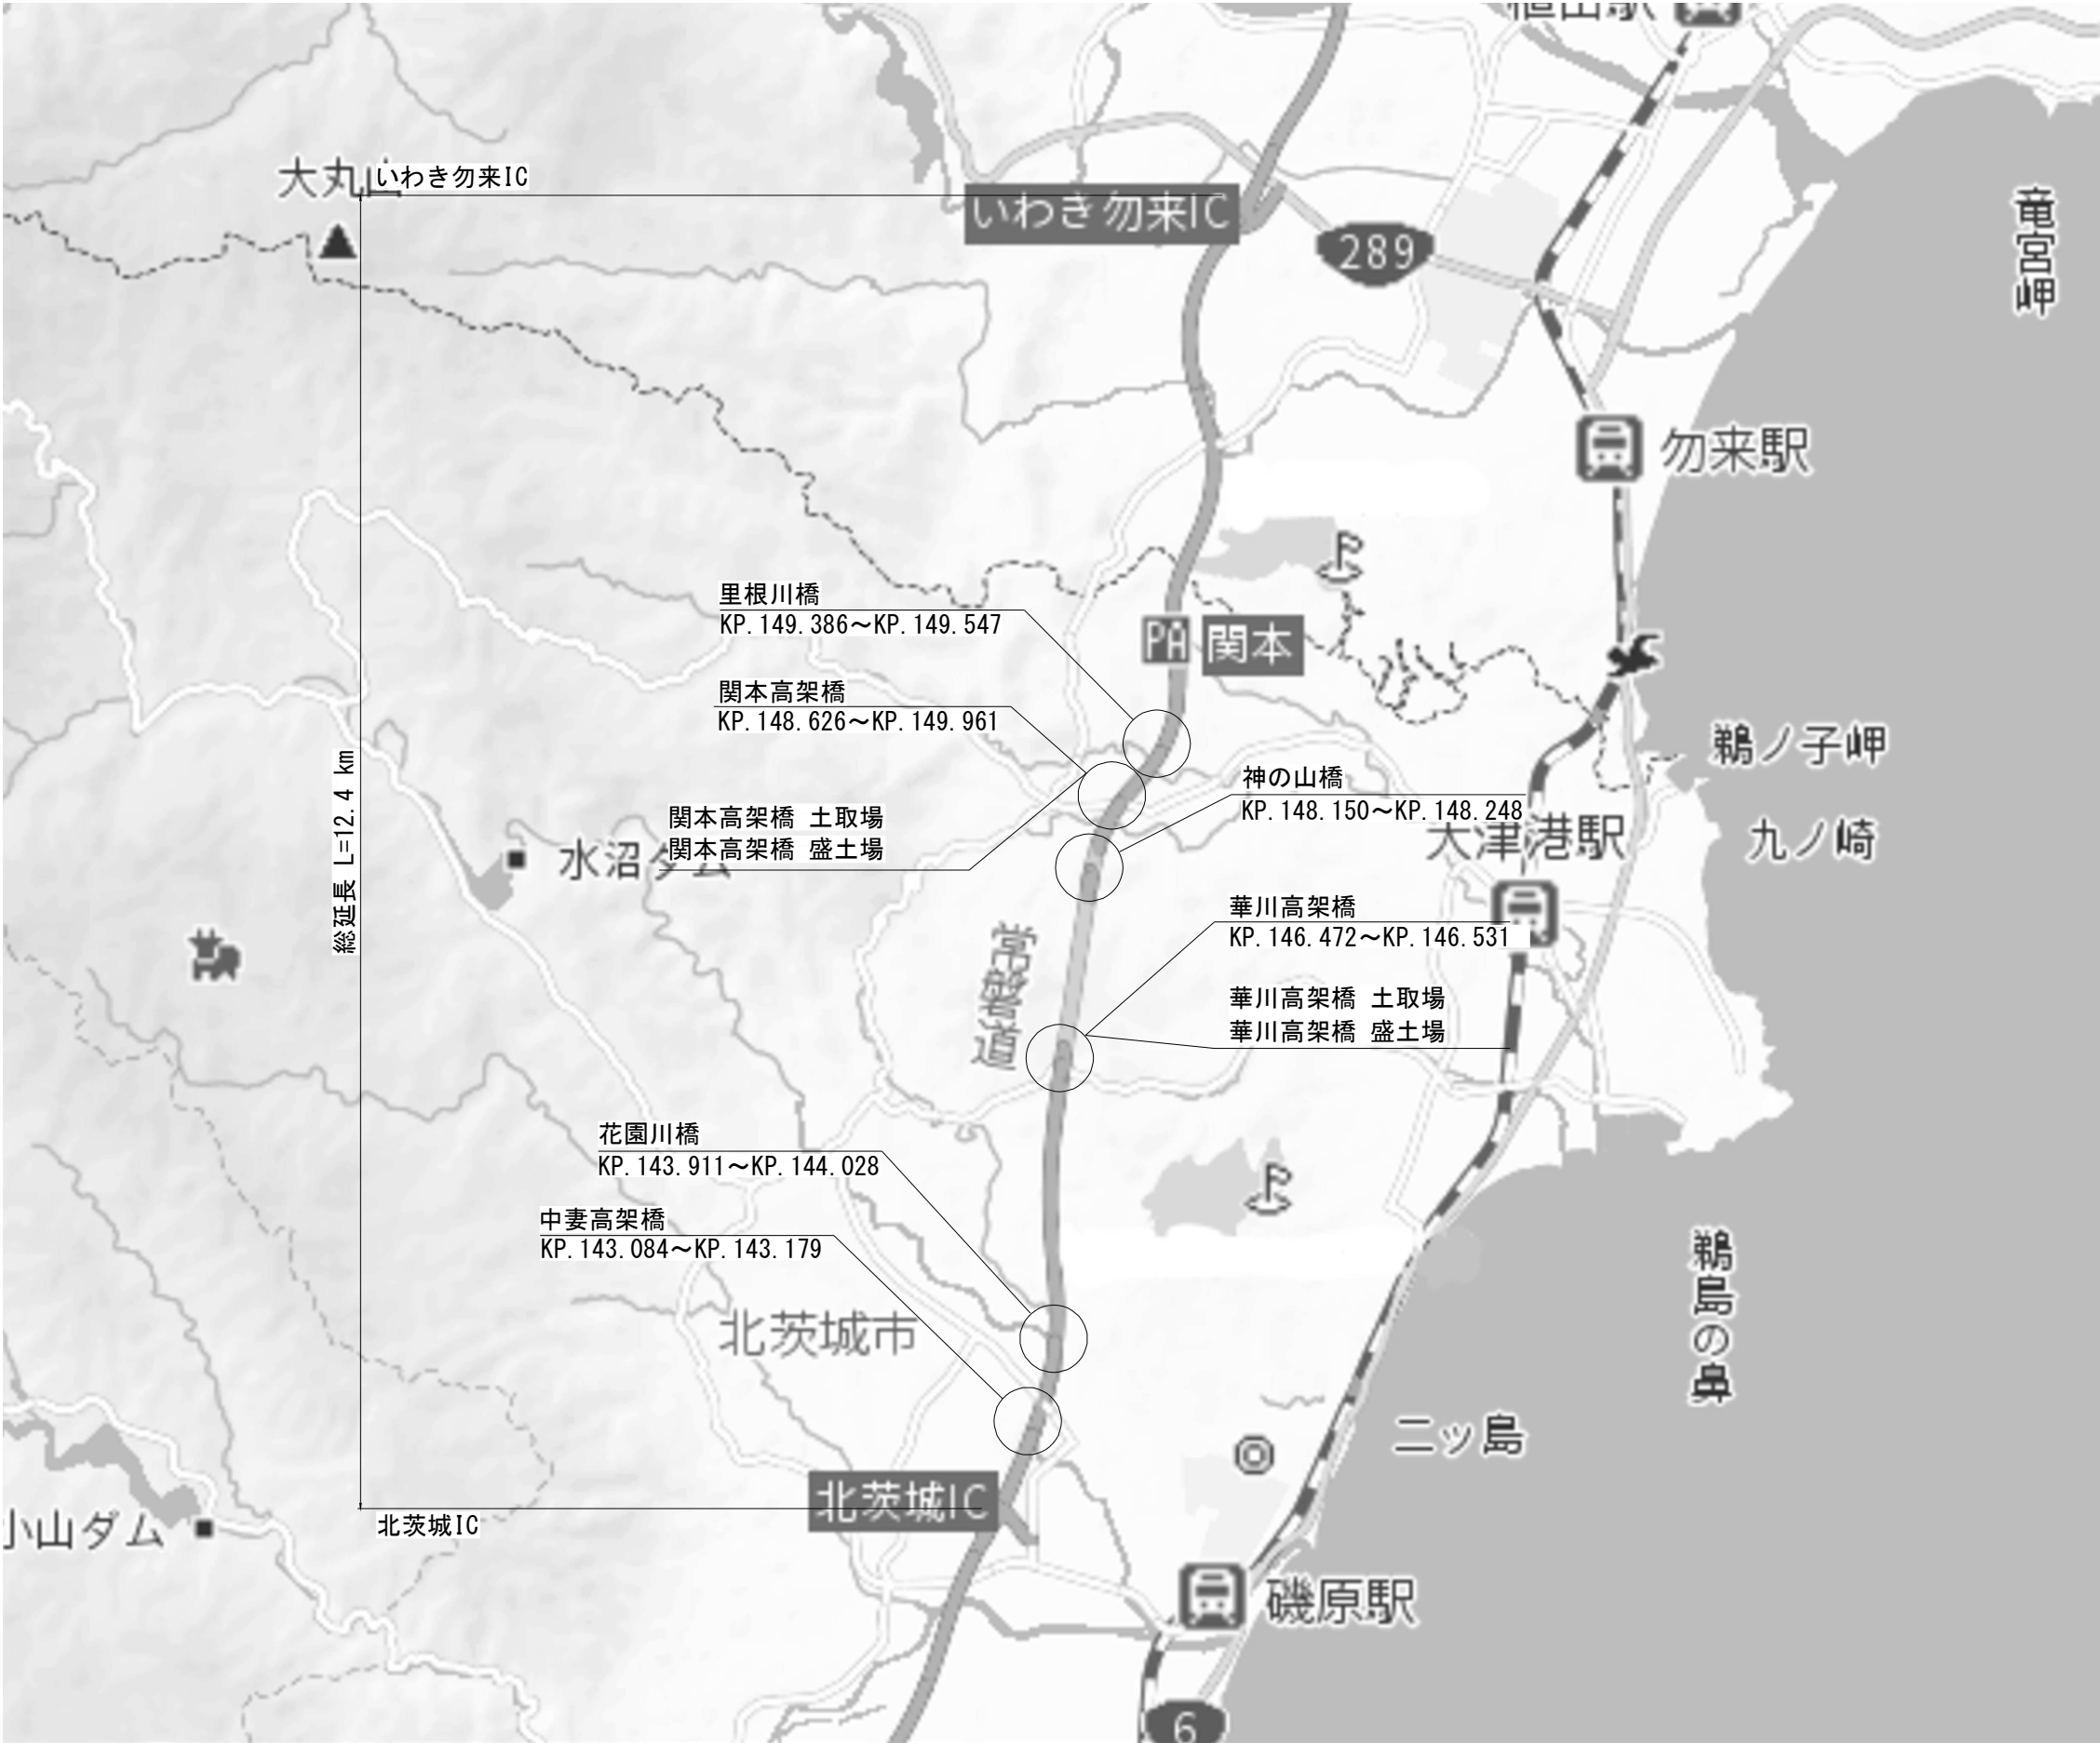 植田駅
大丸山
いわき勿来IC
いわき勿来IC
289
竜宮岬
勿来駅
里根川橋
KP.149.386～KP.149.547
PA 関本
関本高架橋
KP.148.626～KP.149.961
鵜ノ子岬
神の山橋
KP.148.150～KP.148.248
関本高架橋 土取場
関本高架橋 盛土場
大津港駅
九ノ崎
水沼ダム
総延長 L=12.4 km
華川高架橋
KP.146.472～KP.146.531
常磐道
華川高架橋 土取場
華川高架橋 盛土場
花園川橋
KP.143.911～KP.144.028
中妻高架橋
KP.143.084～KP.143.179
鵜島の鼻
北茨城市
二ッ島
北茨城IC
北茨城IC
小山ダム
磯原駅
6